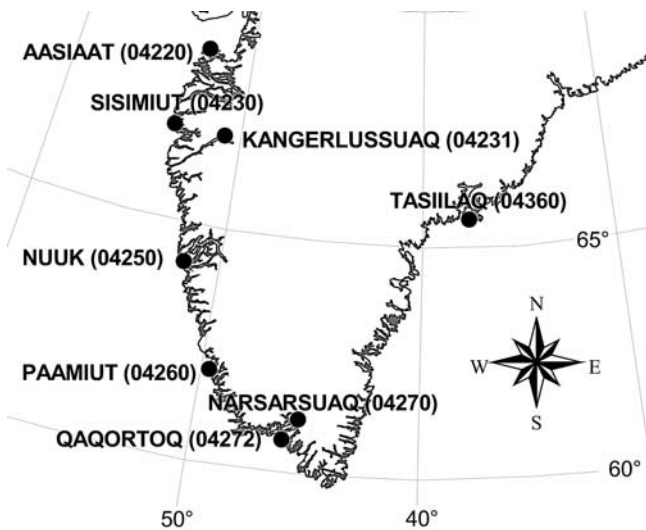 AASIAAT (04220)
SISIMIUT (04230)
KANGERLUSSUAQ (04231)
TASIILAQ (04360)
65°
NUUK (04250)
N
W
E
S
PAAMIUT (04260)
NARSARSUAQ (04270)
QAQORTOQ (04272)
60°
50°
40°